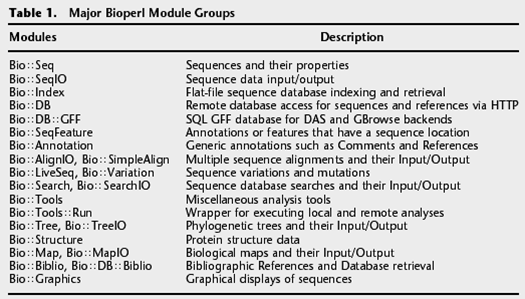 Table 1. Major Bioperl Module Groups
Modules Description
Bio::Seq Sequences and their properties
Bio::SeqIO Sequence data input/output
Bio::Index Flat-file sequence database indexing and retrieval
Bio::DB Remote database access for sequences and references via HTTP
Bio::DB::GFF SQL GFF database for DAS and GBrowse backends
Bio::SeqFeature Annotations or features that have a sequence location
Bio::Annotation Generic annotations such as Comments and References
Bio::AlignIO, Bio::SimpleAlign Multiple sequence alignments and their Input/Output
Bio::LiveSeq, Bio::Variation Sequence variations and mutations
Bio::Search, Bio::SearchIO Sequence database searches and their Input/Output
Bio::Tools Miscellaneous analysis tools
Bio::Tools::Run Wrapper for executing local and remote analyses
Bio::Tree, Bio::TreeIO Phylogenetic trees and their Input/Output
Bio::Structure Protein structure data
Bio::Map, Bio::MapIO Biological maps and their Input/Output
Bio::Biblio, Bio::DB::Biblio Bibliographic References and Database retrieval
Bio::Graphics Graphical displays of sequences